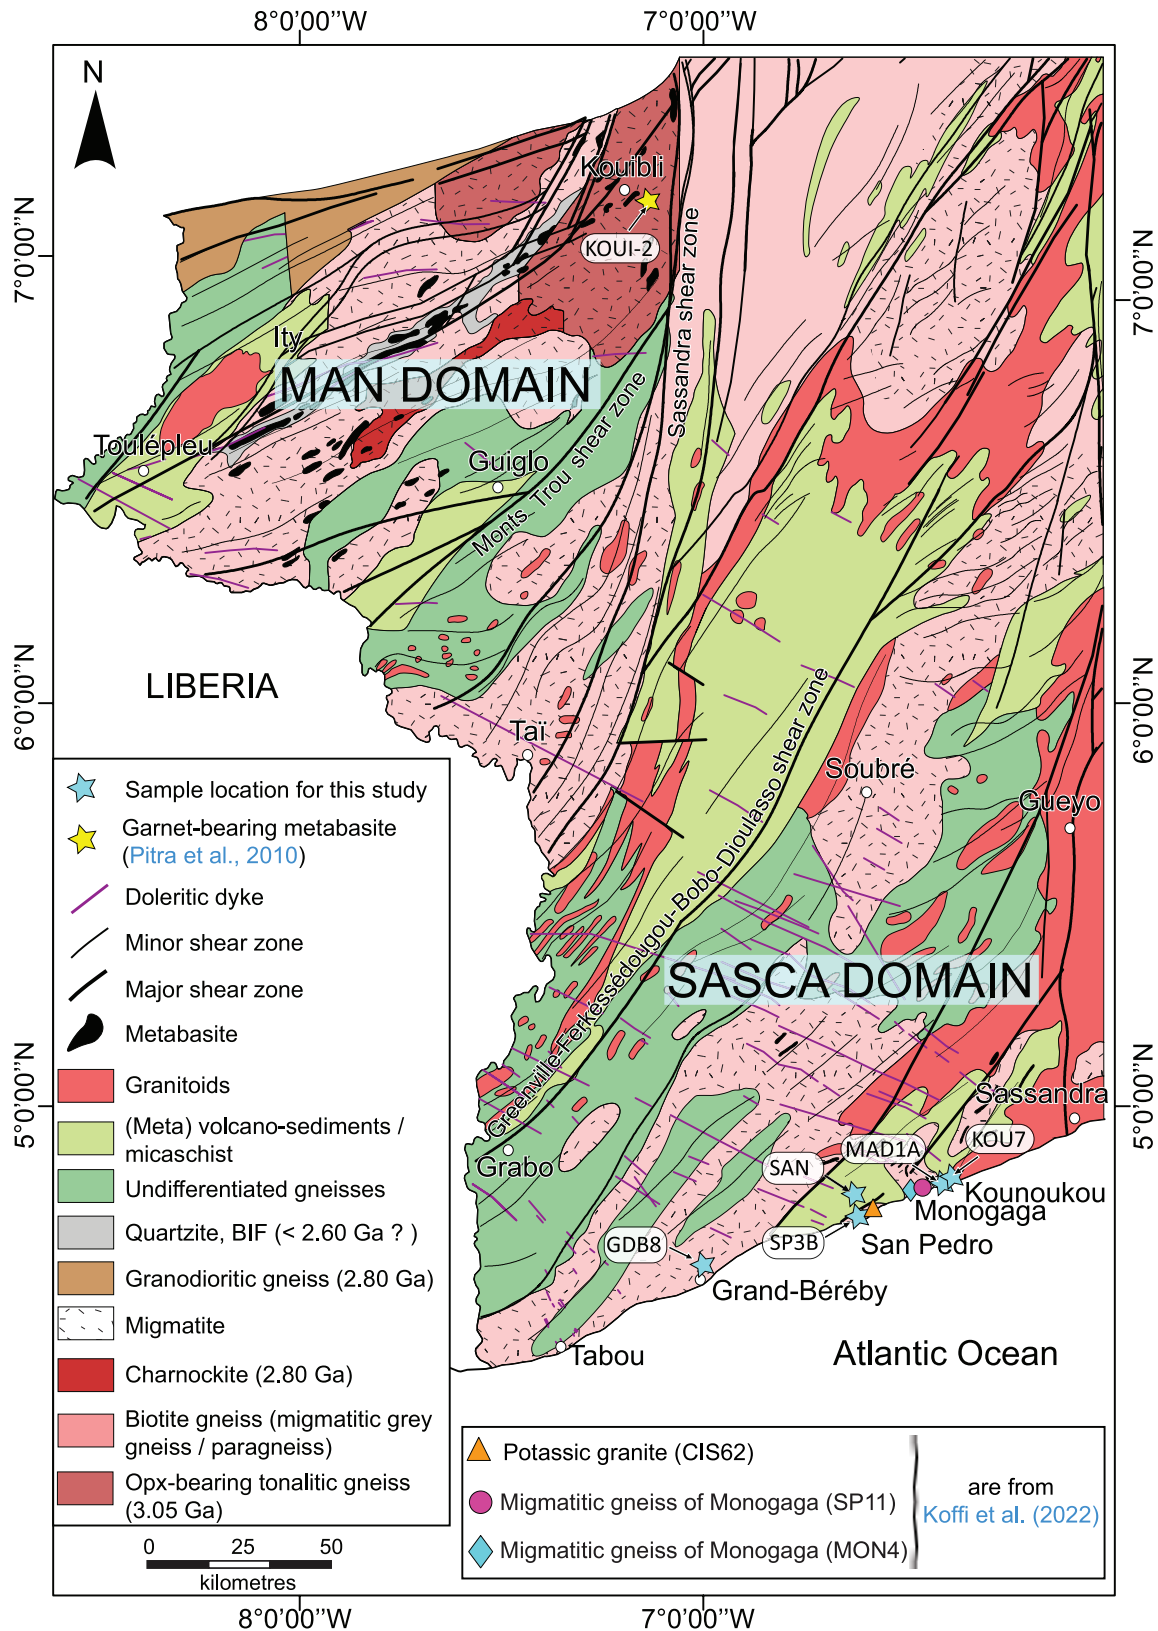 8°0'00''W
7°0'00''W
N
7°0'00''N
7°0'00''N
Kouibli
KOUI-2
Sassandra shear zone
Ity
MAN DOMAIN
Toulépleu
Guiglo
Monts Trou shear zone
6°0'00''N
6°0'00''N
LIBERIA
Taï
Soubré
Gueyo
Greenville-Ferkéssédougou-Bobo-Dioulasso shear zone
SASCA DOMAIN
5°0'00''N
5°0'00''N
Sassandra
Grabo
SAN
MAD1A
KOU7
Kounoukou
Monogaga
GDB8
SP3B
San Pedro
Grand-Béréby
Tabou
Atlantic Ocean
Sample location for this study
Garnet-bearing metabasite
(Pitra et al., 2010)
Doleritic dyke
Minor shear zone
Major shear zone
Metabasite
Granitoids
(Meta) volcano-sediments /
micaschist
Undifferentiated gneisses
Quartzite, BIF (< 2.60 Ga ? )
Granodioritic gneiss (2.80 Ga)
Migmatite
Charnockite (2.80 Ga)
Biotite gneiss (migmatitic grey
gneiss / paragneiss)
Opx-bearing tonalitic gneiss
(3.05 Ga)
0 25 50
kilometres
Potassic granite (CIS62)
Migmatitic gneiss of Monogaga (SP11)
Migmatitic gneiss of Monogaga (MON4)
are from
Koffi et al. (2022)
8°0'00''W
7°0'00''W